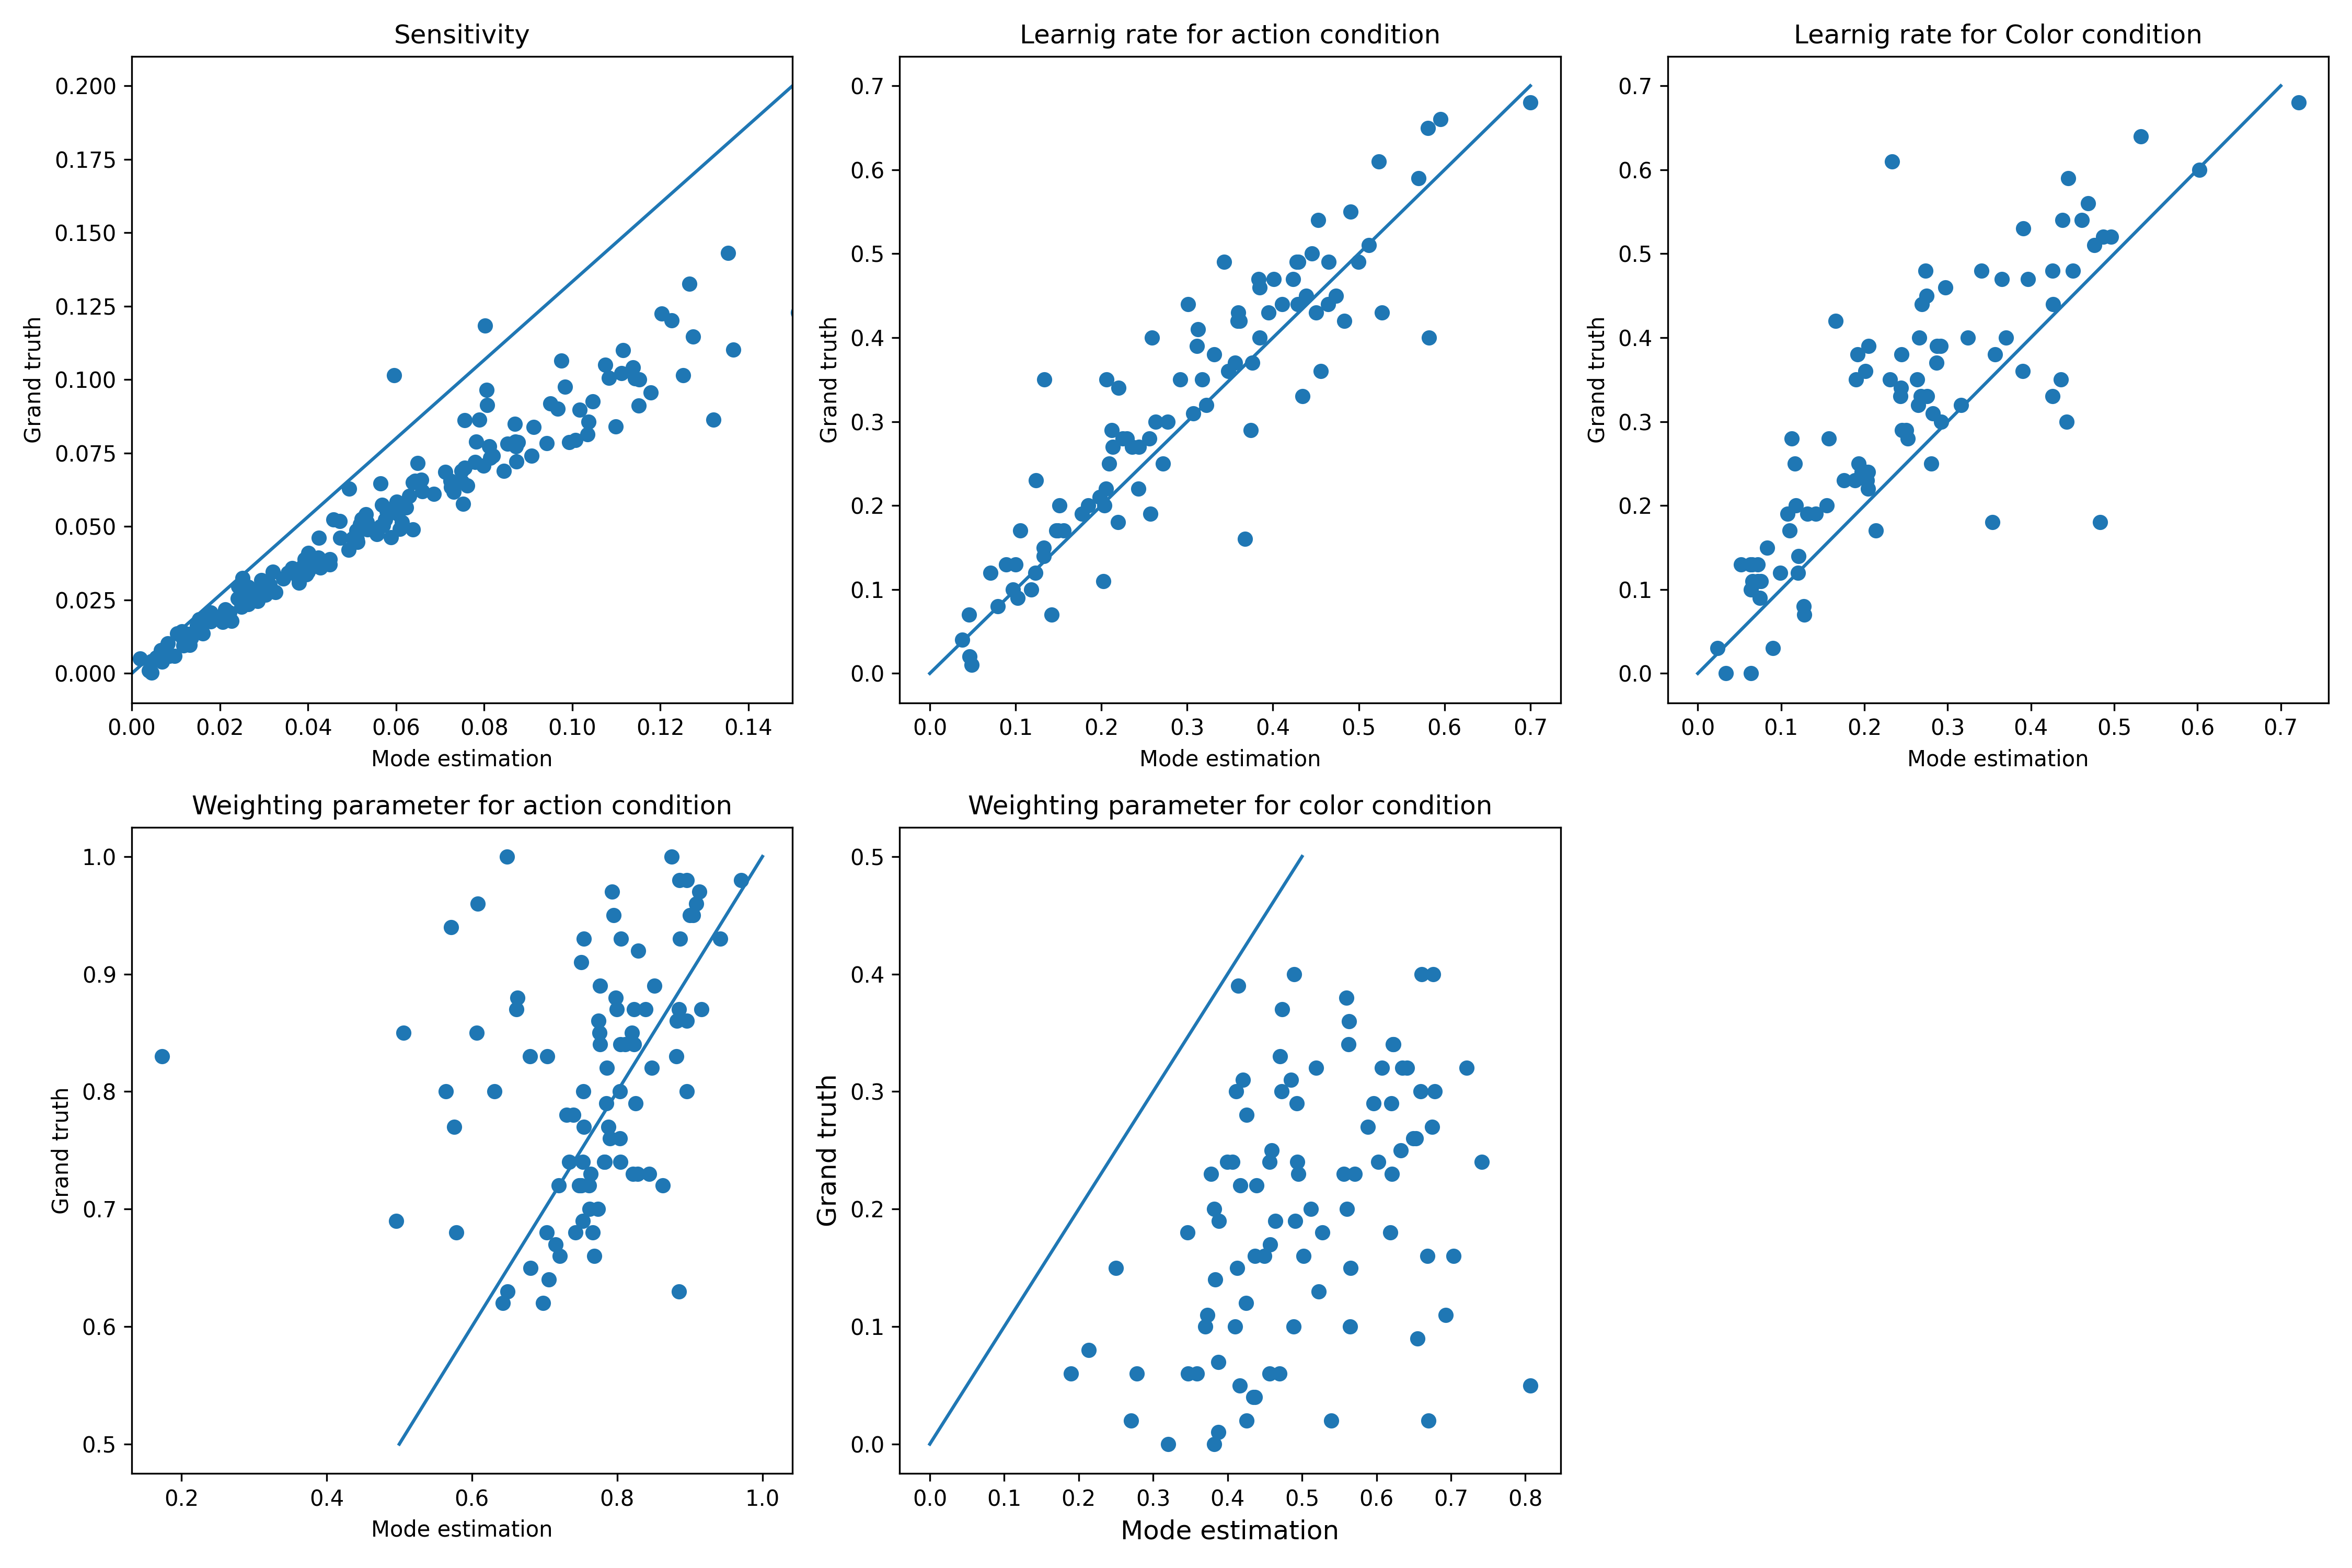 Sensitivity
Grand truth
0.200
0.175
0.150
0.125
0.100
0.075
0.050
0.025
0.000
0.00 0.02 0.04 0.06 0.08 0.10 0.12 0.14
Mode estimation
Learnig rate for action condition
Grand truth
0.7
0.6
0.5
0.4
0.3
0.2
0.1
0.0
0.0 0.1 0.2 0.3 0.4 0.5 0.6 0.7
Mode estimation
Learnig rate for Color condition
Grand truth
0.7
0.6
0.5
0.4
0.3
0.2
0.1
0.0
0.0 0.1 0.2 0.3 0.4 0.5 0.6 0.7
Mode estimation
Weighting parameter for action condition
Grand truth
1.0
0.9
0.8
0.7
0.6
0.5
0.2 0.4 0.6 0.8 1.0
Mode estimation
Weighting parameter for color condition
Grand truth
0.5
0.4
0.3
0.2
0.1
0.0
0.0 0.1 0.2 0.3 0.4 0.5 0.6 0.7 0.8
Mode estimation